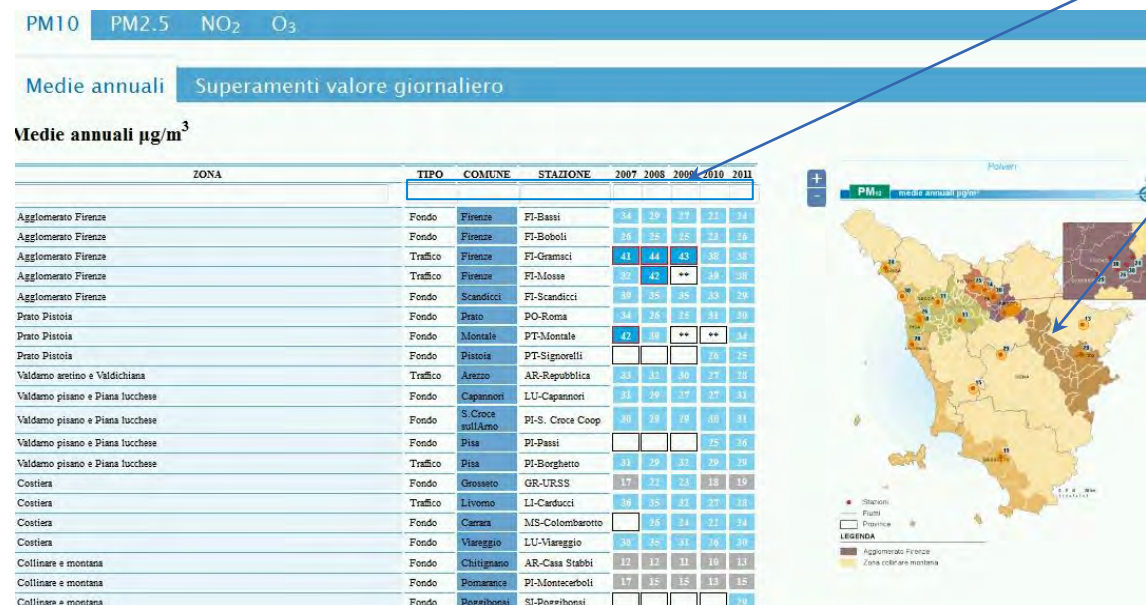 PM10 PM2.5 NO2 O3
Medie annuali Superamenti valore giornaliero
Medie annuali µg/m3
ZONA TIPO COMUNE STAZIONE 2007 2008 2009 2010 2011
Agglomerato Firenze Fondo Firenze FI-Bassi 34 29 27 22 24
Agglomerato Firenze Fondo Firenze FI-Boboli 26 25 25 23 26
Agglomerato Firenze Traffico Firenze FI-Gramsci 41 44 43 38 38
Agglomerato Firenze Traffico Firenze FI-Mosse 42 ** 39 38
Agglomerato Firenze Fondo Scandicci FI-Scandicci 39 35 35 33 29
Prato Pistoia Fondo Prato PO-Roma 34 28 25 31 30
Prato Pistoia Fondo Montale PT-Montale 42 39 ** ** 34
Prato Pistoia Fondo Pistoia PT-Signorelli 26 25
Valdarno aretino e Valdichiana Traffico Arezzo AR-Repubblica 33 32 30 27 28
Valdarno pisano e Piana lucchese Fondo Capannori LU-Capannori 31 29 27 27 31
Valdarno pisano e Piana lucchese Fondo S.Croce sullArno PI-S. Croce Coop 30 29 29 31
Valdarno pisano e Piana lucchese Fondo Pisa PI-Passi 25 26
Valdarno pisano e Piana lucchese Traffico Pisa PI-Borghetto 31 29 32 29 29
Costiera Fondo Grosseto GR-URSS 17 22 23 18 19
Costiera Traffico Livorno LI-Carducci 35 27 28
Costiera Fondo Carrara MS-Colombarotto 26 24 22 24
Costiera Fondo Viareggio LU-Viareggio 35 31 30
Collinare e montana Fondo Chitignano AR-Casa Stabbi 12 12 11 10 13
Collinare e montana Fondo Pomarance PI-Montecerboli 17 15 15 13 15
Collinare e montana Fondo Poggibonsi SI-Poggibonsi
Polveri
+
-
PM10 medie annuali µg/m³
Stazioni
Fiumi
Province
LEGENDA
Agglomerato Firenze
Zona collinare montana